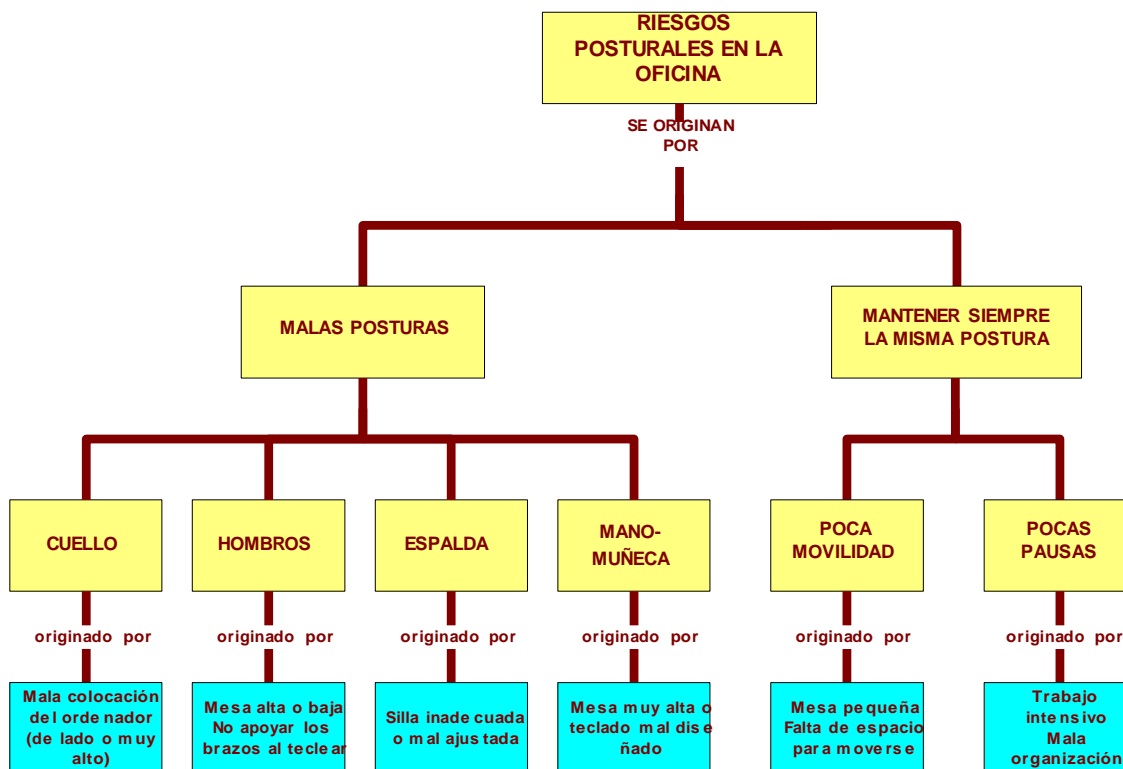 RIESGOS
POSTURALES EN LA
OFICINA
SE ORIGINAN
POR
MALAS POSTURAS
MANTENER SIEMPRE
LA MISMA POSTURA
CUELLO
HOMBROS
ESPALDA
MANO-
MUÑECA
POCA
MOVILIDAD
POCAS
PAUSAS
originado por
originado por
originado por
originado por
originado por
originado por
Mala colocación
del ordenador
(de lado o muy
alto)
Mesa alta o baja
No apoyar los
brazos al teclear
Silla inadecuada
o mal ajustada
Mesa muy alta o
teclado mal dise
ñado
Mesa pequeña
Falta de espacio
para moverse
Trabajo
intensivo
Mala
organización